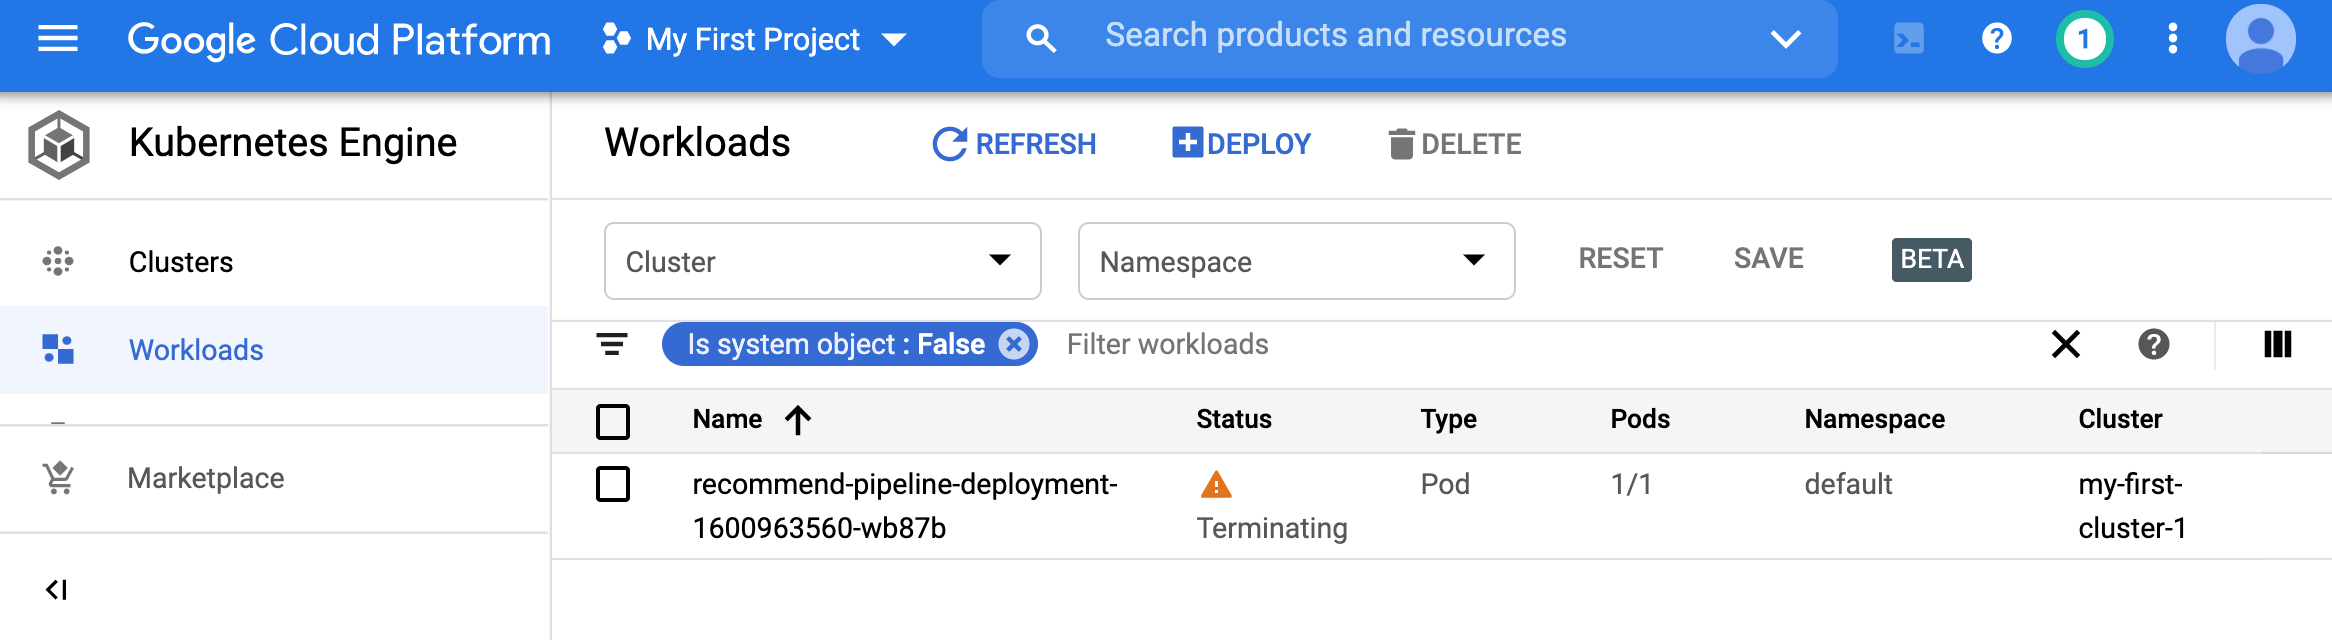 Google Cloud Platform My First Project Search products and resources 1
Kubernetes Engine
Workloads REFRESH DEPLOY DELETE
Clusters
Workloads
Marketplace
Cluster Namespace RESET SAVE BETA
Is system object : False Filter workloads
Name Status Type Pods Namespace Cluster
recommend-pipeline-deployment-
1600963560-wb87b
Terminating
Pod
1/1
default
my-first-
cluster-1